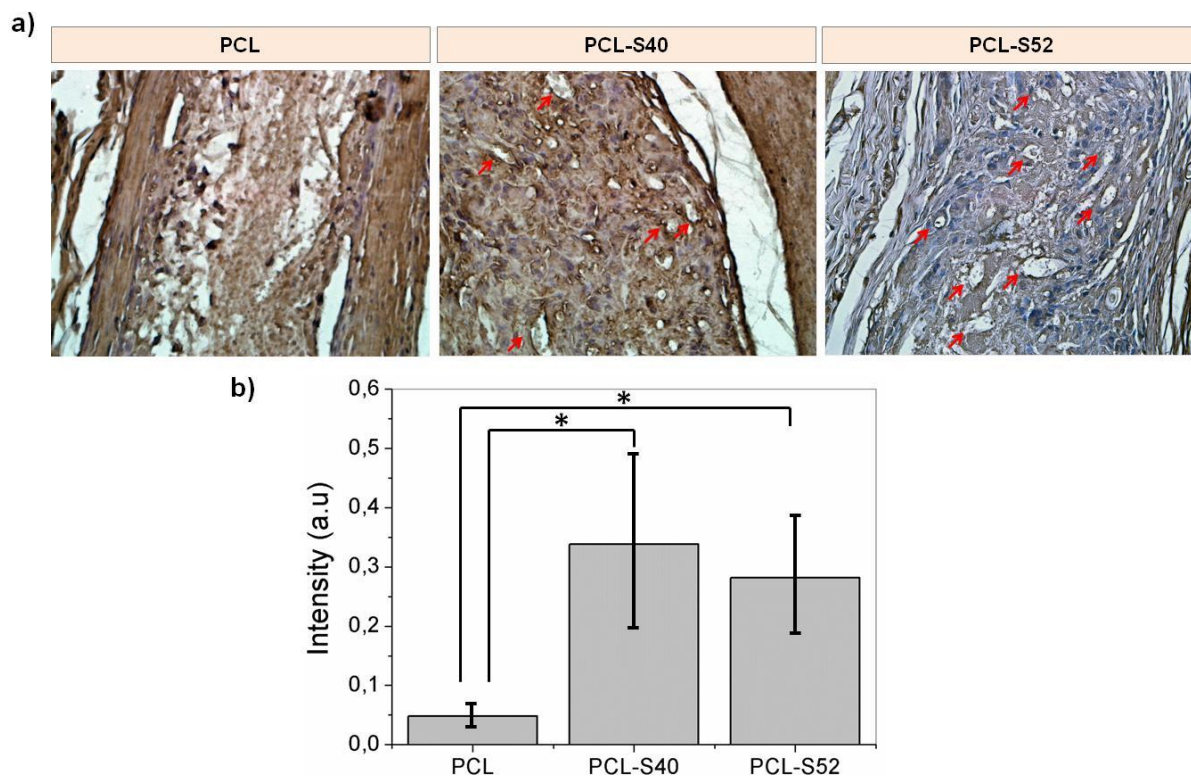 a)
PCL PCL-S40 PCL-S52
b)
0,6
*
*
0,5
0,4
0,3
0,2
0,1
0,0
Intensity (a.u)
PCL PCL-S40 PCL-S52